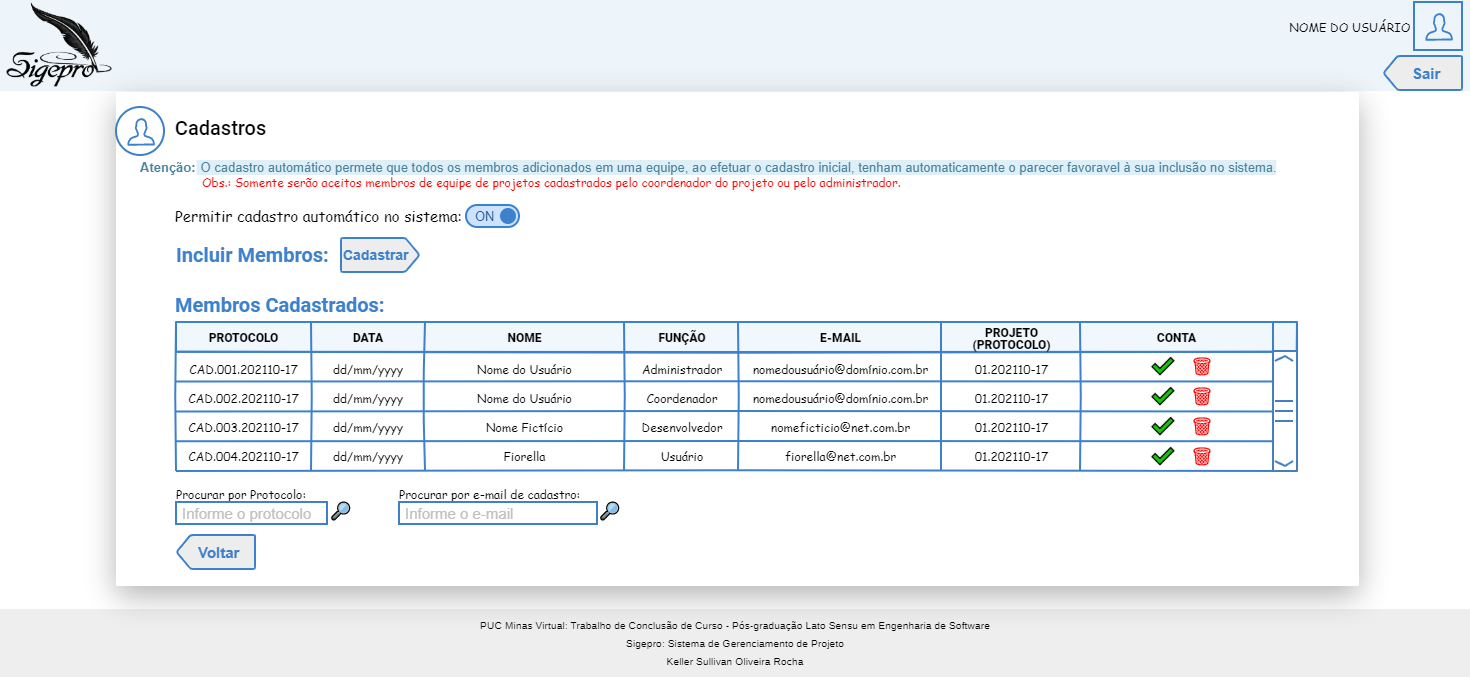 Sigepro
NOME DO USUÁRIO
Sair
Cadastros
Atenção: O cadastro automático permete que todos os membros adicionados em uma equipe, ao efetuar o cadastro inicial, tenham automaticamente o parecer favoravel à sua inclusão no sistema.
Obs.: Somente serão aceitos membros de equipe de projetos cadastrados pelo coordenador do projeto ou pelo administrador.
Permitir cadastro automático no sistema: ON
Incluir Membros: Cadastrar
Membros Cadastrados:
PROTOCOLO DATA NOME FUNÇÃO E-MAIL PROJETO (PROTOCOLO) CONTA
CAD.001.202110-17 dd/mm/yyyy Nome do Usuário Administrador nomedousuário@domínio.com.br 01.202110-17
CAD.002.202110-17 dd/mm/yyyy Nome do Usuário Coordenador nomedousuário@domínio.com.br 01.202110-17
CAD.003.202110-17 dd/mm/yyyy Nome Fictício Desenvolvedor nomeficticio@net.com.br 01.202110-17
CAD.004.202110-17 dd/mm/yyyy Fiorella Usuário fiorella@net.com.br 01.202110-17
Procurar por Protocolo: Procurar por e-mail de cadastro:
Informe o protocolo Informe o e-mail
Voltar
PUC Minas Virtual: Trabalho de Conclusão de Curso - Pós-graduação Lato Sensu em Engenharia de Software
Sigepro: Sistema de Gerenciamento de Projeto
Keller Sullivan Oliveira Rocha